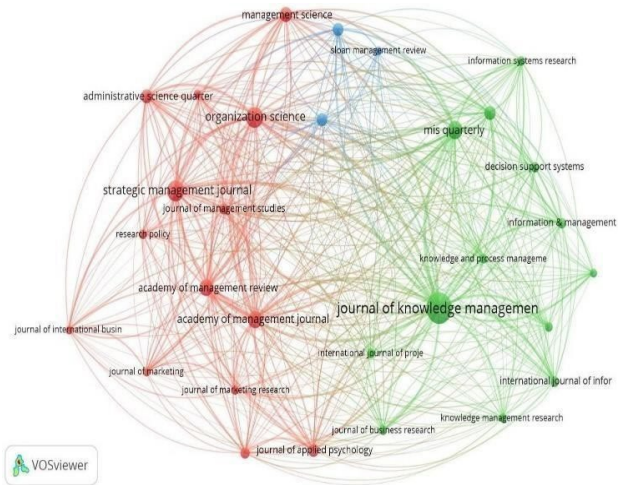 management science
sloan management review
information systems research
administrative science quarter
organization science
mis quarterly
decision support systems
strategic management journal
journal of management studies
information & management
research policy
knowledge and process manageme
academy of management review
journal of knowledge managemen
academy of management journal
journal of international busin
international journal of proje
journal of marketing
international journal of infor
journal of marketing research
knowledge management research
journal of business research
journal of applied psychology
VOSviewer